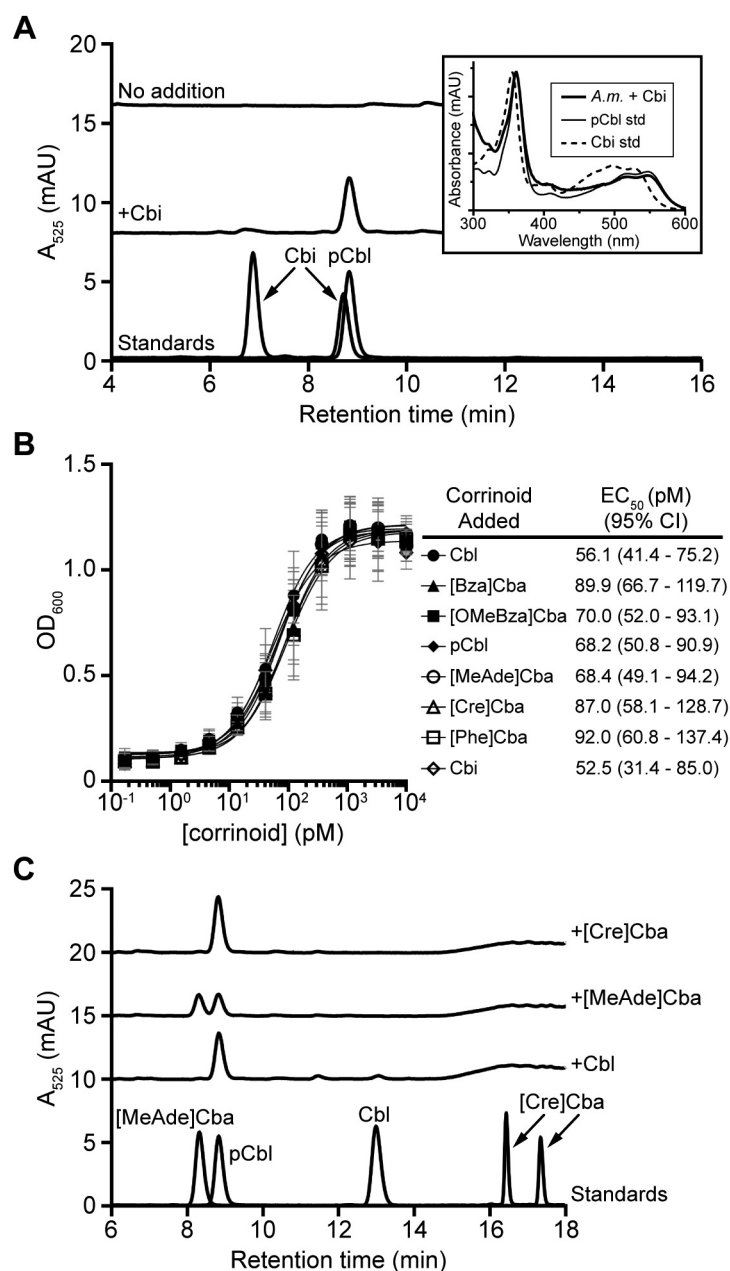 A
20
15
10
5
0
A525 (mAU)
No addition
+Cbi
Cbi pCbl
Standards
4 6 8 10 12 14 16
Retention time (min)
Absorbance (mAU)
A.m. + Cbi
pCbl std
Cbi std
300 400 500 600
Wavelength (nm)
B
1.5
1.0
0.5
0
OD600
10-1 100 101 102 103 104
[corrinoid] (pM)
Corrinoid Added EC50 (pM) (95% CI)
Cbl 56.1 (41.4 - 75.2)
[Bza]Cba 89.9 (66.7 - 119.7)
[OMeBza]Cba 70.0 (52.0 - 93.1)
pCbl 68.2 (50.8 - 90.9)
[MeAde]Cba 68.4 (49.1 - 94.2)
[Cre]Cba 87.0 (58.1 - 128.7)
[Phe]Cba 92.0 (60.8 - 137.4)
Cbi 52.5 (31.4 - 85.0)
C
25
20
15
10
5
0
A525 (mAU)
+[Cre]Cba
+[MeAde]Cba
+Cbl
[MeAde]Cba
pCbl
Cbl
[Cre]Cba
Standards
6 8 10 12 14 16 18
Retention time (min)